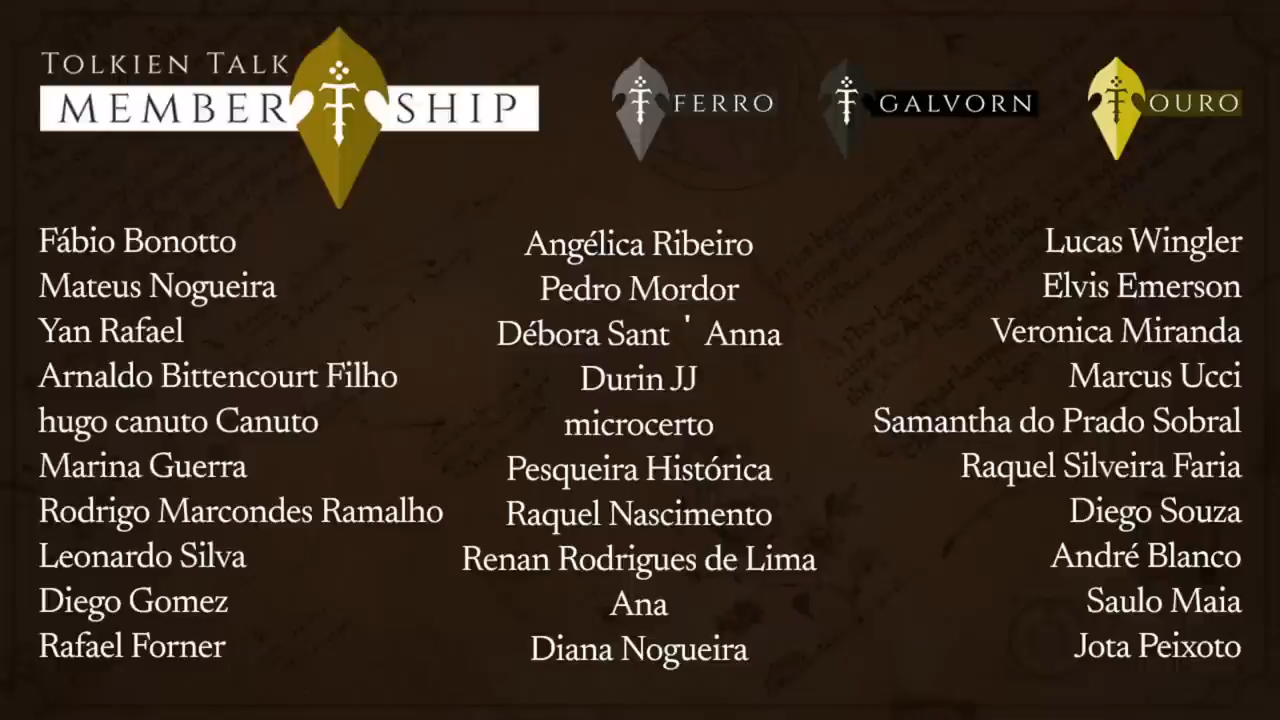 TOLKIEN TALK
MEMBERSHIP
FERRO
GALVORN
OURO
Fábio Bonotto
Mateus Nogueira
Yan Rafael
Arnaldo Bittencourt Filho
hugo canuto Canuto
Marina Guerra
Rodrigo Marcondes Ramalho
Leonardo Silva
Diego Gomez
Rafael Forner
Angélica Ribeiro
Pedro Mordor
Débora Sant ' Anna
Durin JJ
microcerto
Pesqueira Histórica
Raquel Nascimento
Renan Rodrigues de Lima
Ana
Diana Nogueira
Lucas Wingler
Elvis Emerson
Veronica Miranda
Marcus Ucci
Samantha do Prado Sobral
Raquel Silveira Faria
Diego Souza
André Blanco
Saulo Maia
Jota Peixoto